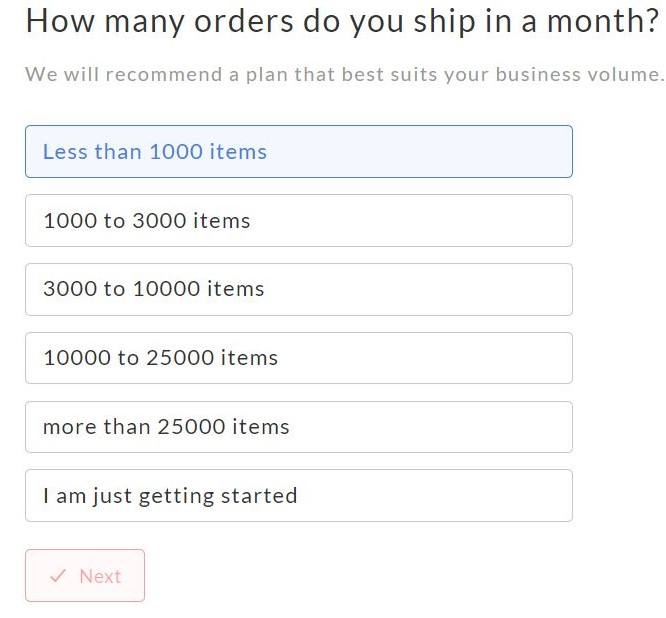 How many orders do you ship in a month?
We will recommend a plan that best suits your business volume.
Less than 1000 items
1000 to 3000 items
3000 to 10000 items
10000 to 25000 items
more than 25000 items
I am just getting started
Next